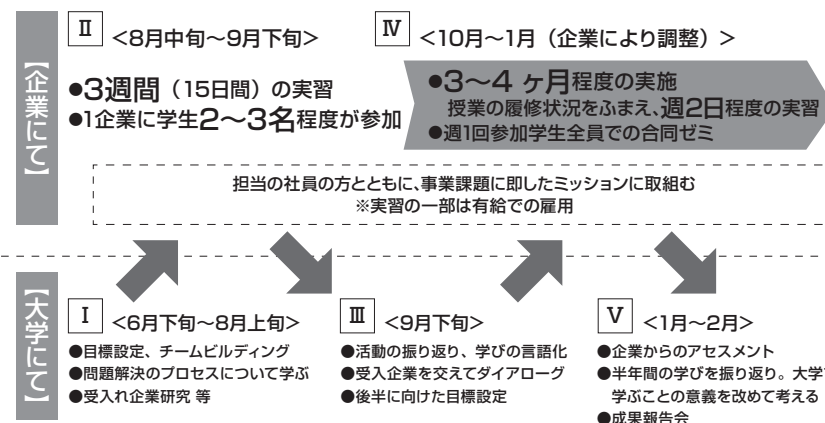 【企業にて】
Ⅱ <8月中旬～9月下旬>
●3週間（15日間）の実習
●1企業に学生2～3名程度が参加
Ⅳ <10月～1月（企業により調整）>
●3～4 ヶ月程度の実施
授業の履修状況をふまえ、週2日程度の実習
●週1回参加学生全員での合同ゼミ
担当の社員の方とともに、事業課題に即したミッションに取組む
※実習の一部は有給での雇用
【大学にて】
Ⅰ <6月下旬～8月上旬>
●目標設定、チームビルディング
●問題解決のプロセスについて学ぶ
●受入れ企業研究 等
Ⅲ <9月下旬>
●活動の振り返り、学びの言語化
●受入企業を交えてダイアローグ
●後半に向けた目標設定
Ⅴ <1月～2月>
●企業からのアセスメント
●半年間の学びを振り返り。大学で
学ぶことの意義を改めて考える
●成果報告会